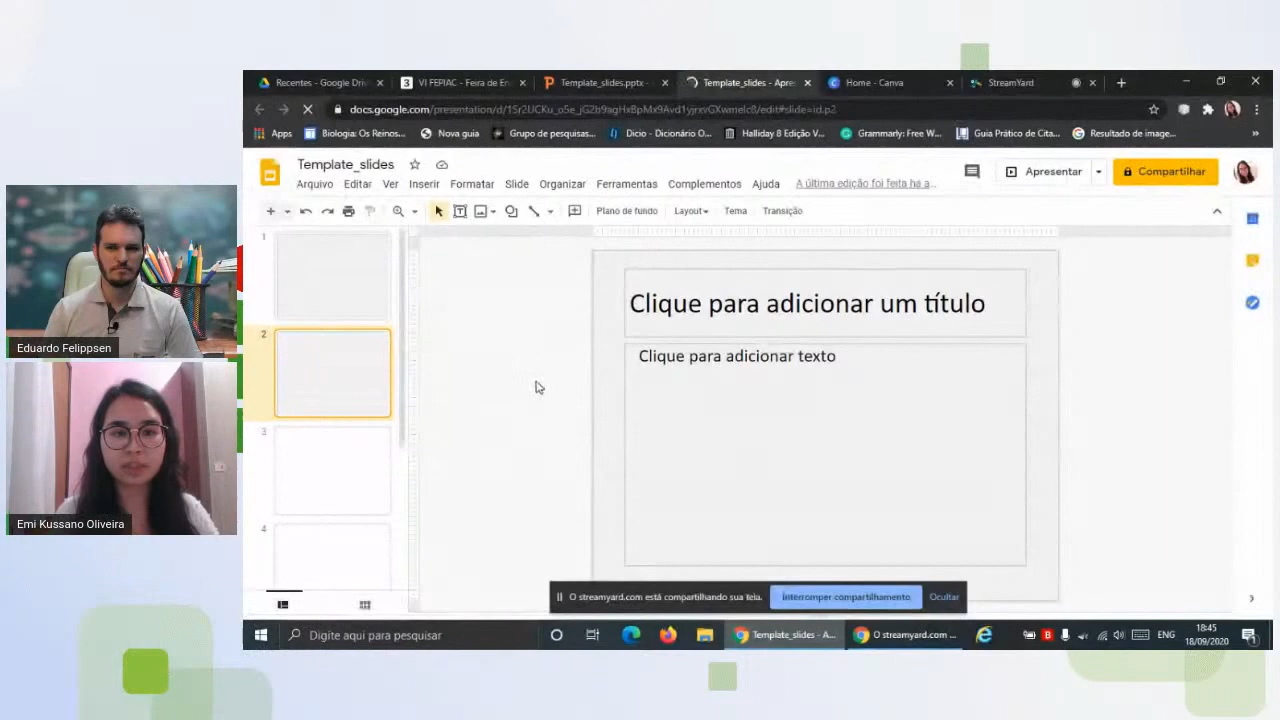 Recentes - Google Driv
VI FEPIAC - Feira de En
Template_slides.pptx -
Template_slides - Apres
Home - Canva
StreamYard
Apps
Biologia: Os Reinos...
Nova guia
Grupo de pesquisas...
Dicio - Dicionário O...
Halliday 8 Edição V...
Grammarly: Free W...
Guia Prático de Cita...
Resultado de image...
Template_slides
Arquivo Editar Ver Inserir Formatar Slide Organizar Ferramentas Complementos Ajuda
A última edição foi feita há a...
Apresentar
Compartilhar
Plano de fundo Layout Tema Transição
1
2
3
4
Clique para adicionar um título
Clique para adicionar texto
Eduardo Felippsen
Emi Kussano Oliveira
O streamyard.com está compartilhando sua tela.
Interromper compartilhamento
Ocultar
Digite aqui para pesquisar
Template_slides - A...
O streamyard.com ...
ENG
18:45
18/09/2020